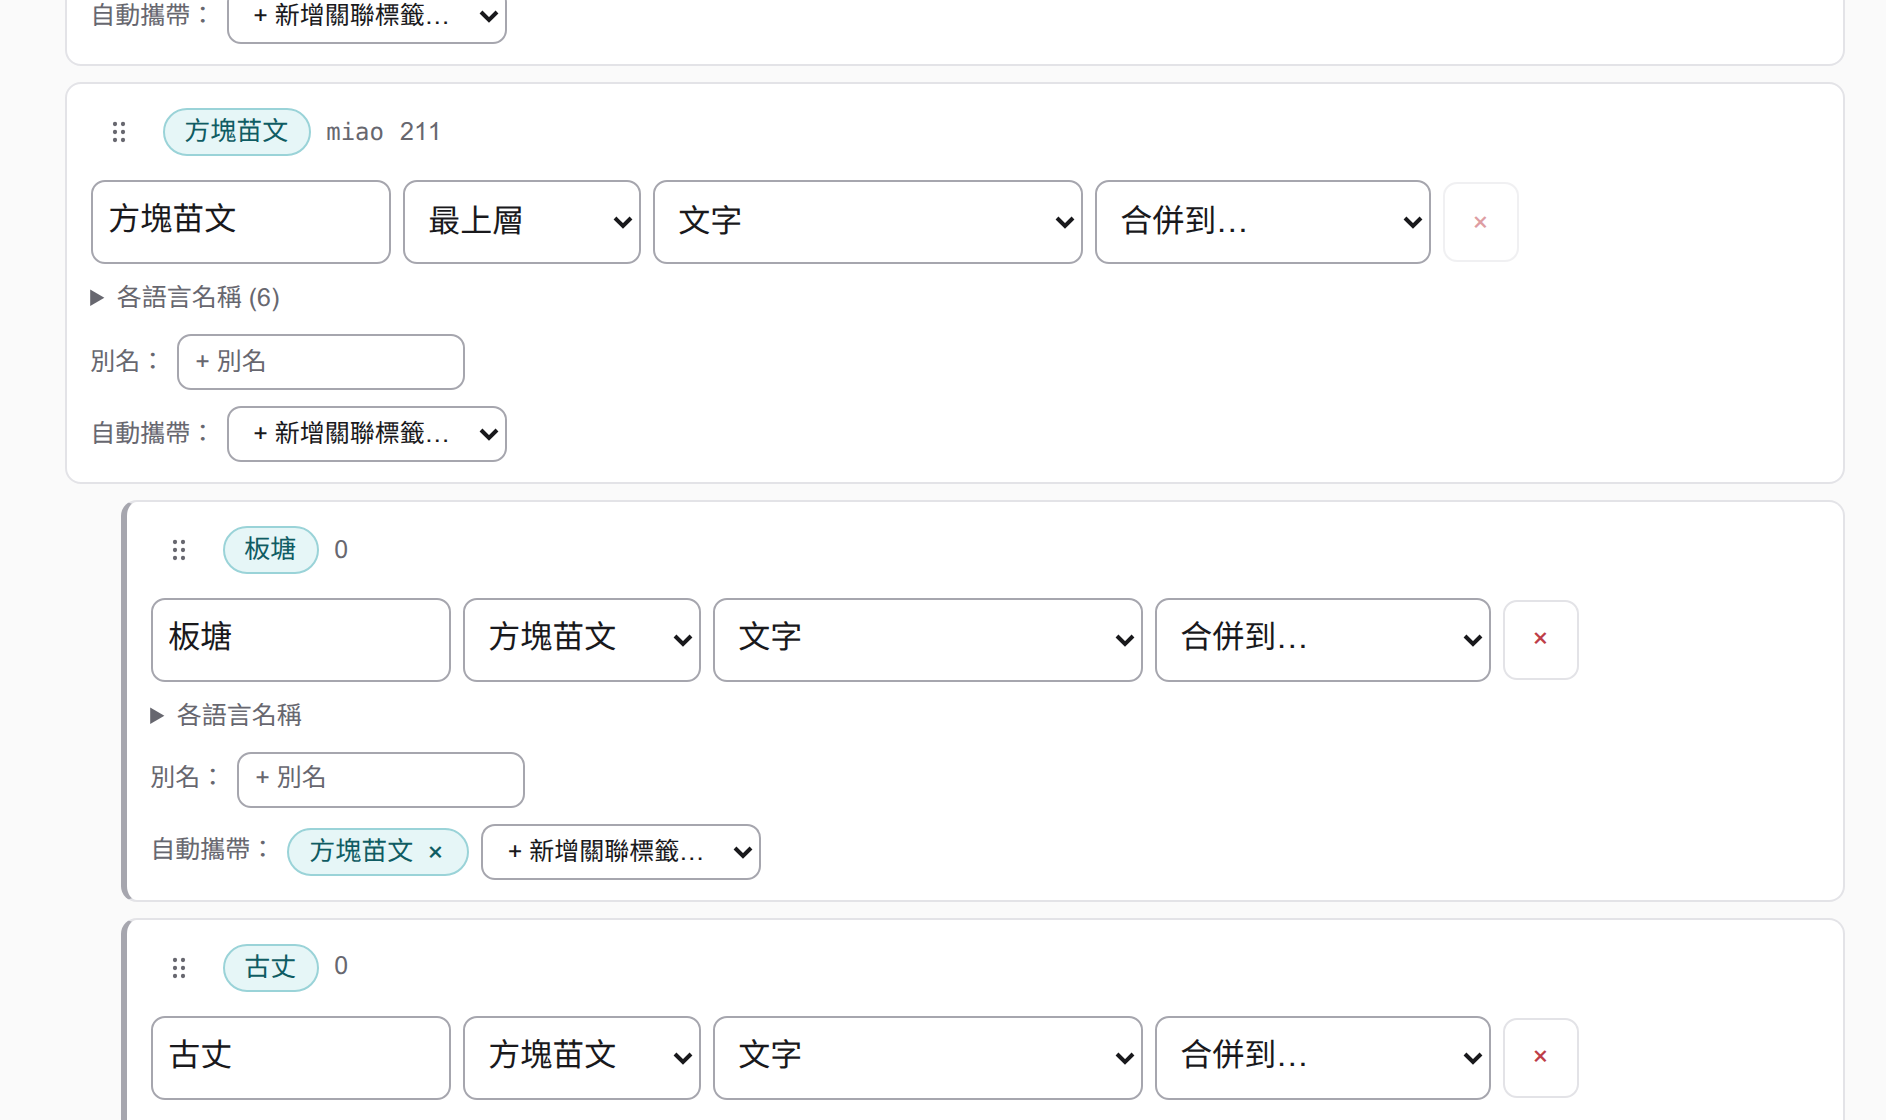 自動攜帶： + 新增關聯標籤…
方塊苗文 miao 211
方塊苗文 最上層 文字 合併到… ×
▶ 各語言名稱 (6)
別名： + 別名
自動攜帶： + 新增關聯標籤…
板塘 0
板塘 方塊苗文 文字 合併到… ×
▶ 各語言名稱
別名： + 別名
自動攜帶： 方塊苗文 × + 新增關聯標籤…
古丈 0
古丈 方塊苗文 文字 合併到… ×